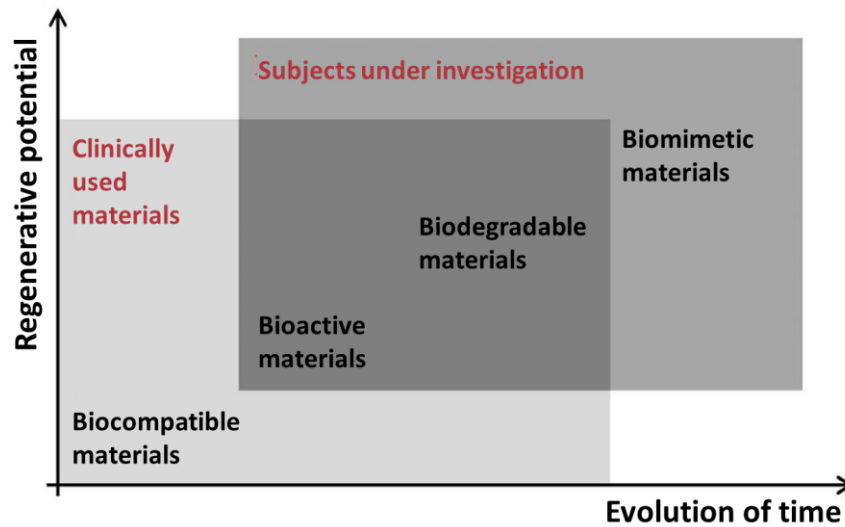 Regenerative potential
Subjects under investigation
Clinically
used
materials
Biomimetic
materials
Biodegradable
materials
Bioactive
materials
Biocompatible
materials
Evolution of time